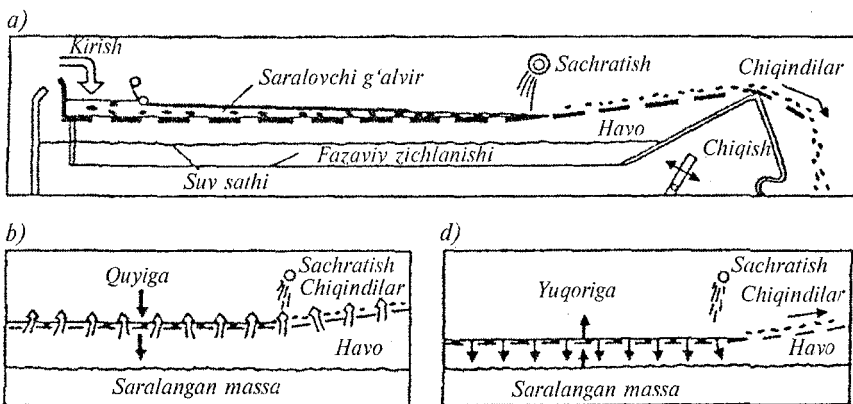 a)
Kirish
Saralovchi g‘alvir
Sachratish
Chiqindilar
Havo
Fazaviy zichlanishi
Chiqish
Suv sathi
b)
Quyiga
Sachratish
Chiqindilar
Havo
Saralangan massa
d)
Yuqoriga
Sachratish
Chiqindilar
Havo
Saralangan massa